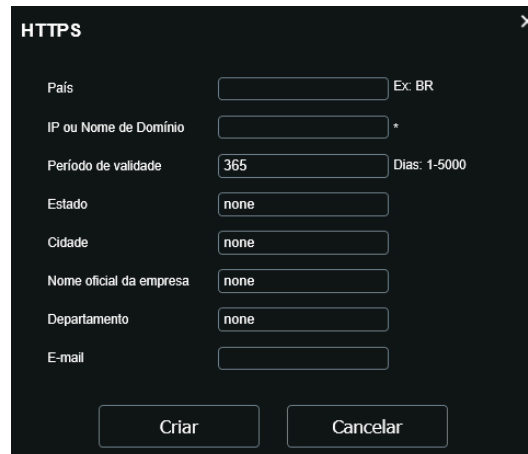 HTTPS
País Ex: BR
IP ou Nome de Domínio *
Período de validade 365 Dias: 1-5000
Estado none
Cidade none
Nome oficial da empresa none
Departamento none
E-mail
Criar Cancelar